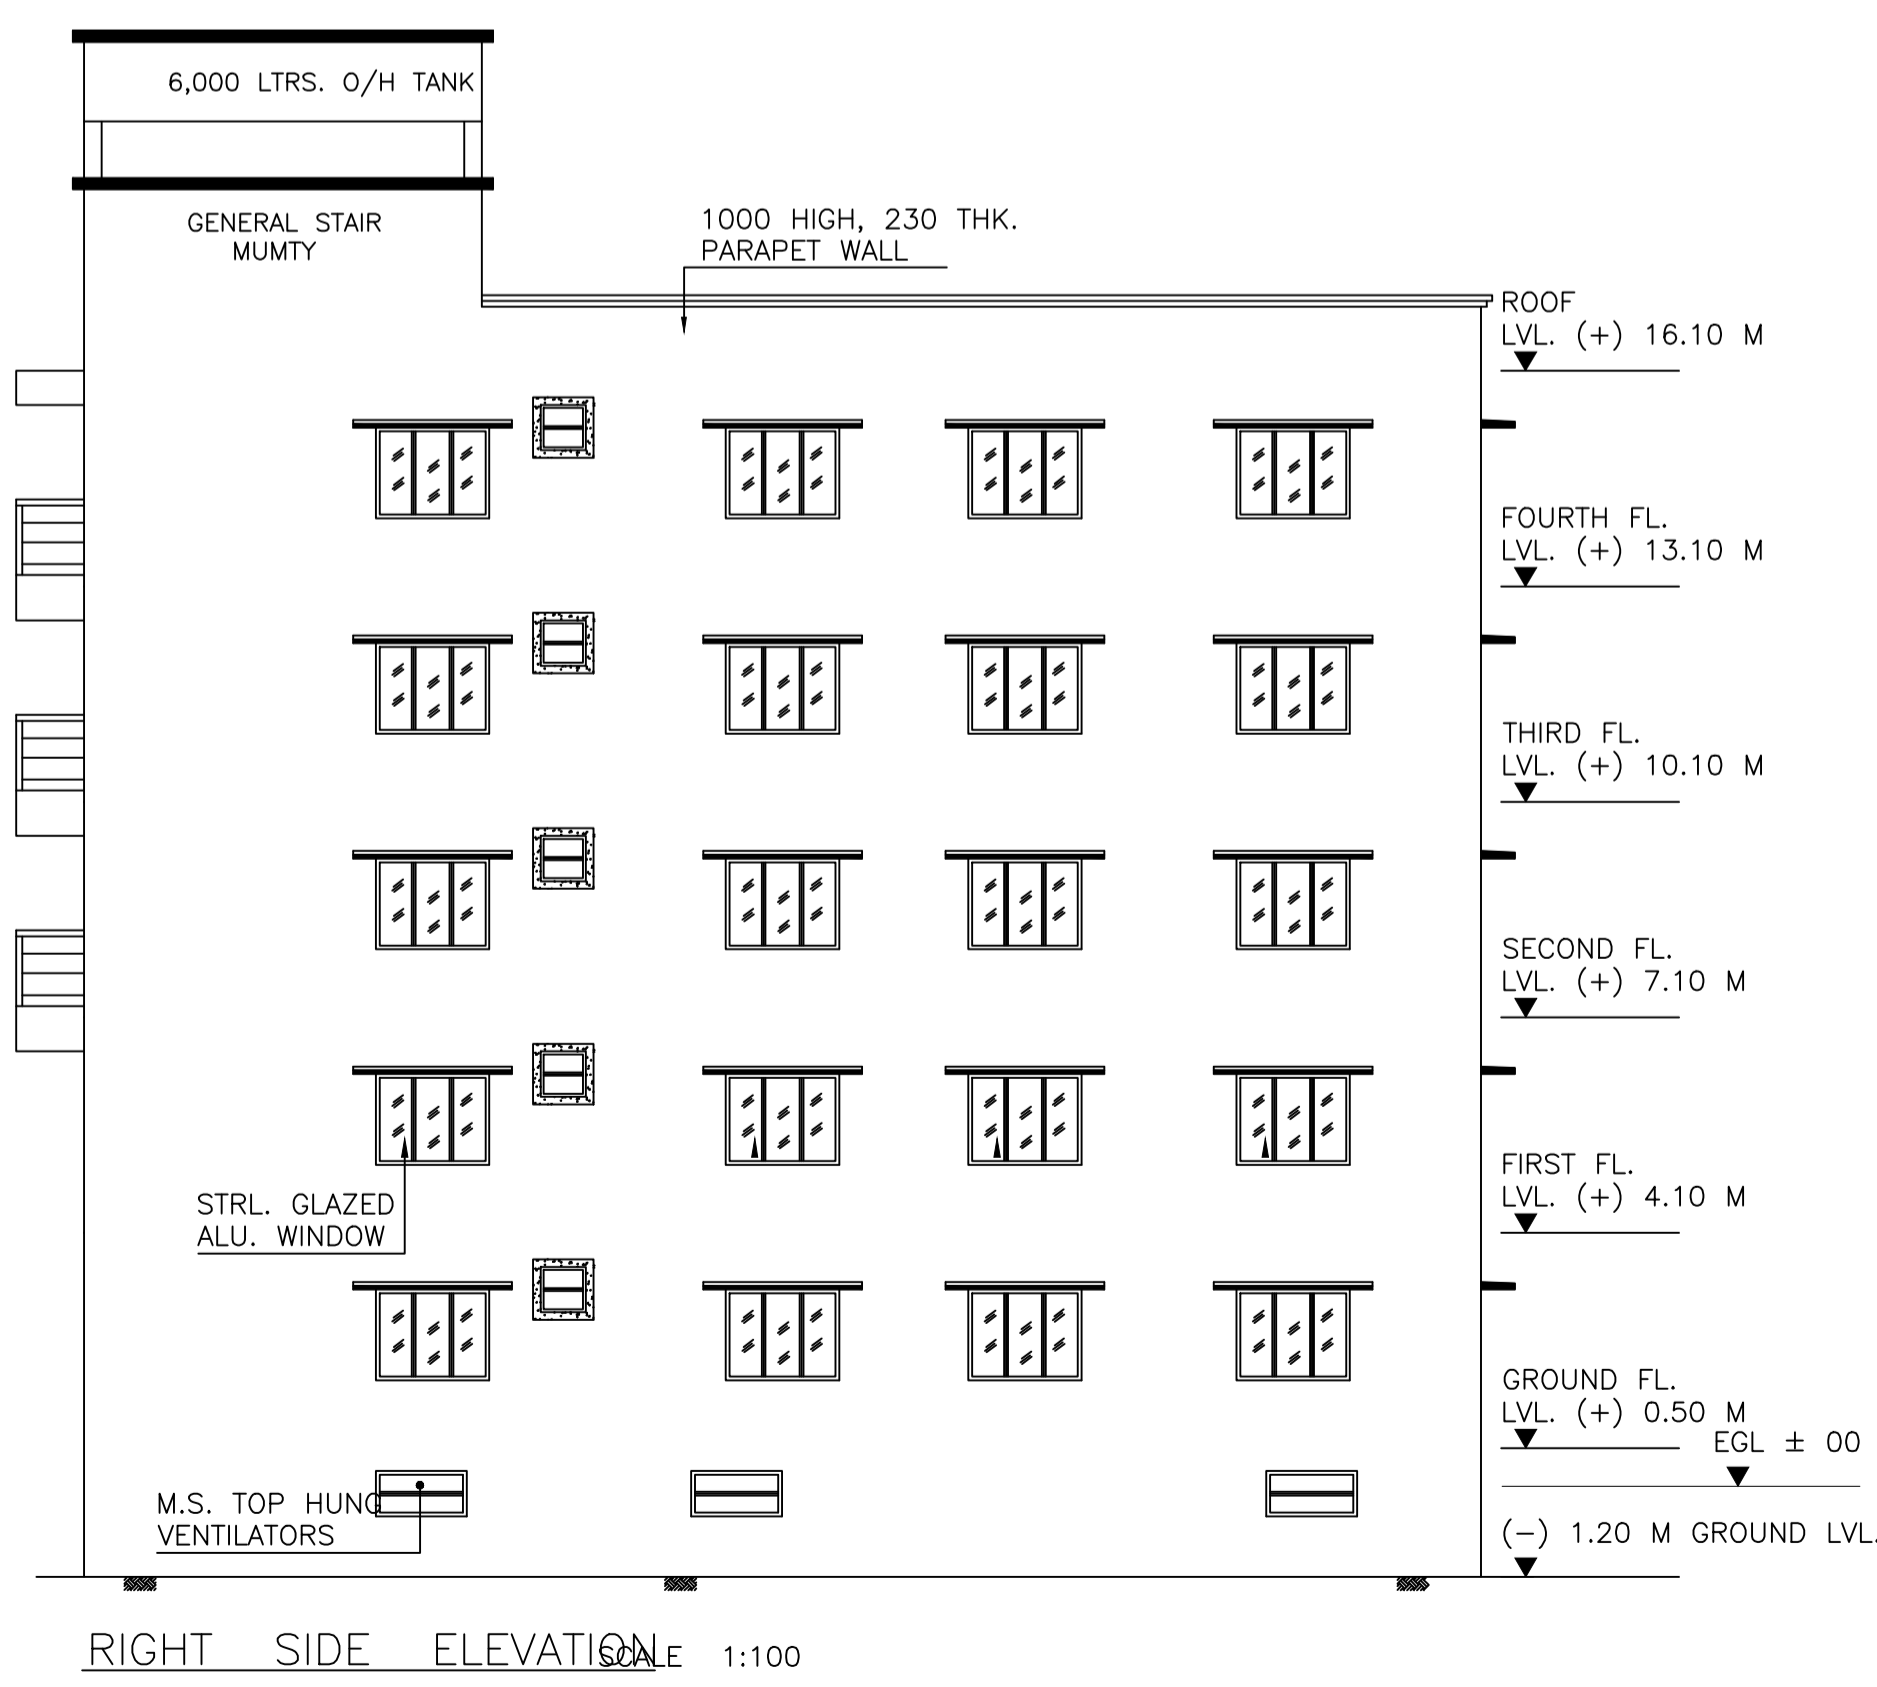 6,000 LTRS. O/H TANK
GENERAL STAIR
MUMTY
1000 HIGH, 230 THK.
PARAPET WALL
ROOF
LVL. (+) 16.10 M
FOURTH FL.
LVL. (+) 13.10 M
THIRD FL.
LVL. (+) 10.10 M
SECOND FL.
LVL. (+) 7.10 M
FIRST FL.
LVL. (+) 4.10 M
STRL. GLAZED
ALU. WINDOW
GROUND FL.
LVL. (+) 0.50 M
EGL ± 00
M.S. TOP HUNG
VENTILATORS
(-) 1.20 M GROUND LVL.
RIGHT SIDE ELEVATION SCALE 1:100